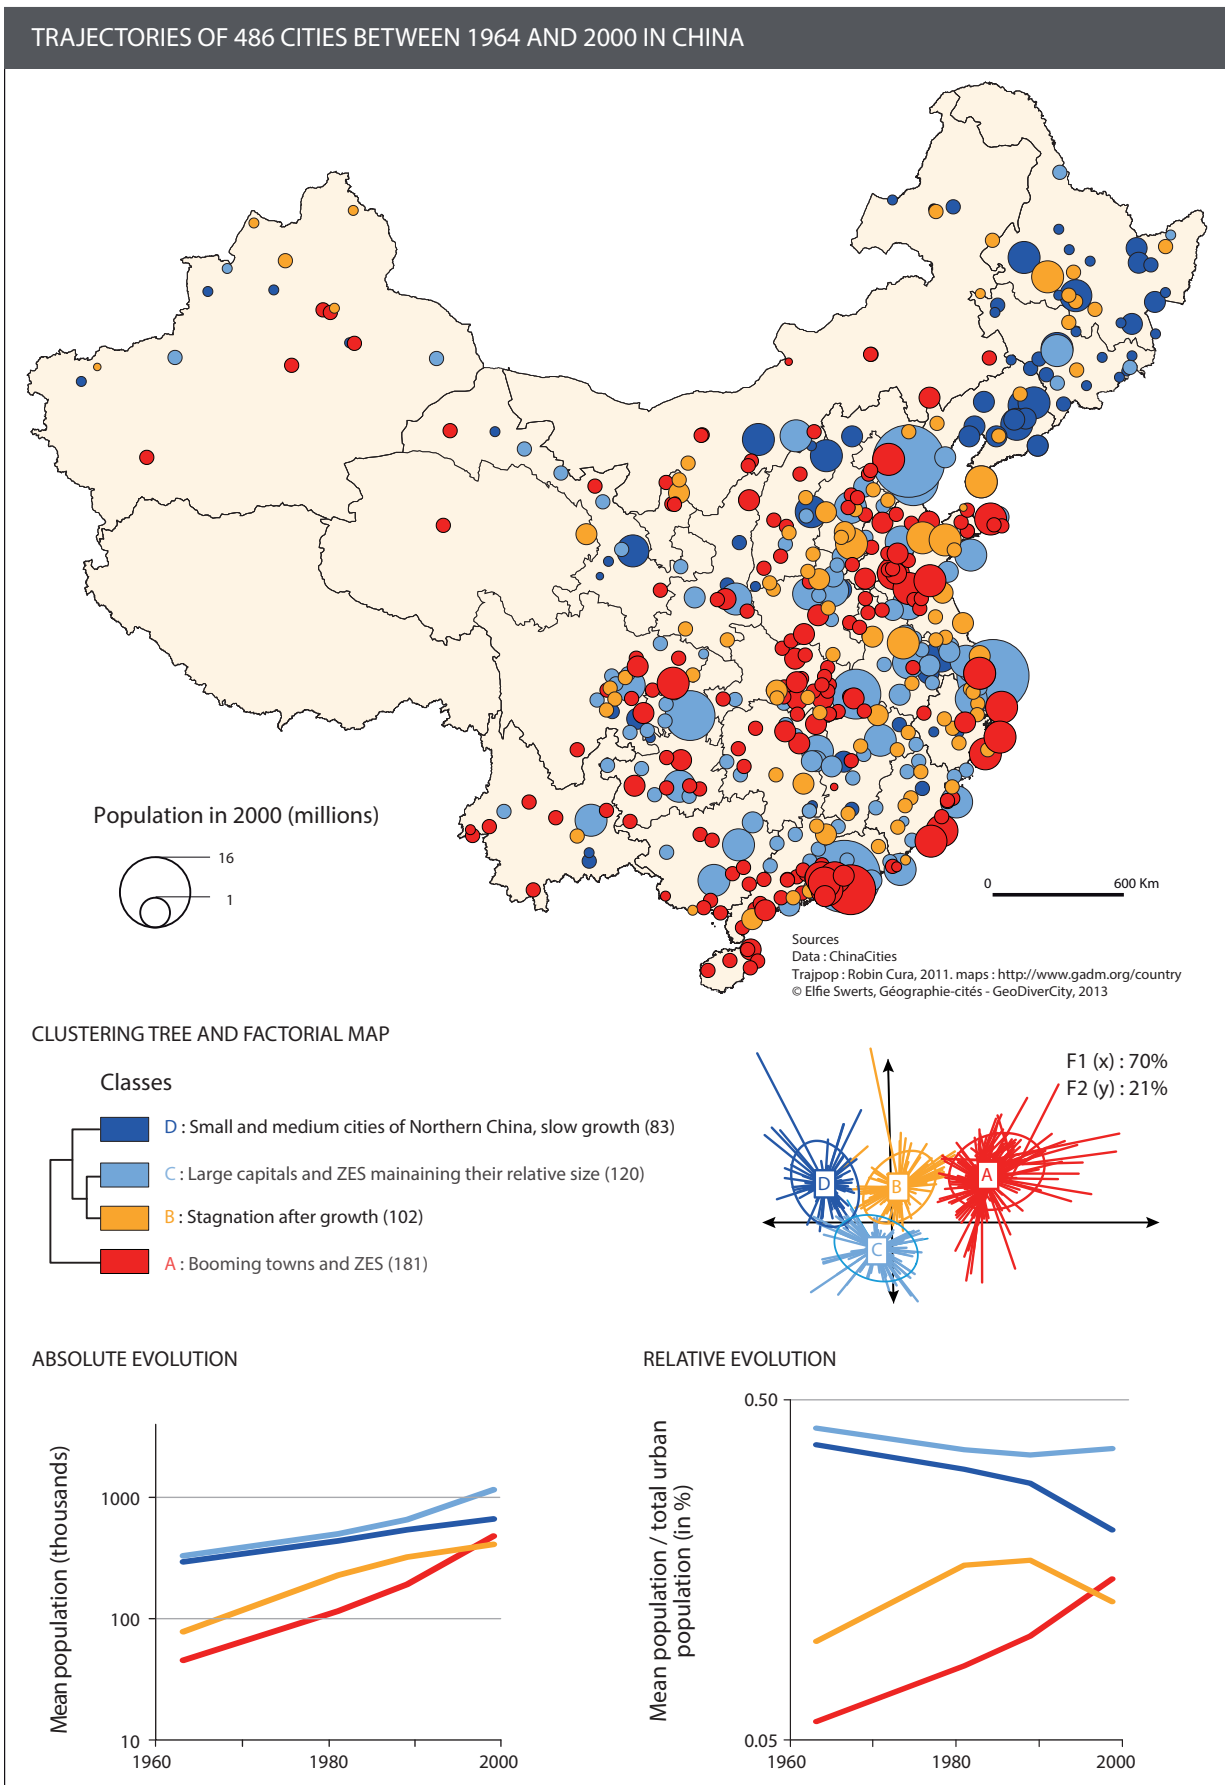 TRAJECTORIES OF 486 CITIES BETWEEN 1964 AND 2000 IN CHINA
Population in 2000 (millions)
16
1
0 600 Km
Sources
Data : ChinaCities
Trajpop : Robin Cura, 2011. maps : http://www.gadm.org/country
© Elfie Swerts, Géographie-cités - GeoDiverCity, 2013
CLUSTERING TREE AND FACTORIAL MAP
Classes
D : Small and medium cities of Northern China, slow growth (83)
C : Large capitals and ZES mainaining their relative size (120)
B : Stagnation after growth (102)
A : Booming towns and ZES (181)
F1 (x) : 70%
F2 (y) : 21%
D
B
A
C
ABSOLUTE EVOLUTION
Mean population (thousands)
1000
100
10
1960 1980 2000
RELATIVE EVOLUTION
Mean population / total urban
population (in %)
0.50
0.05
1960 1980 2000